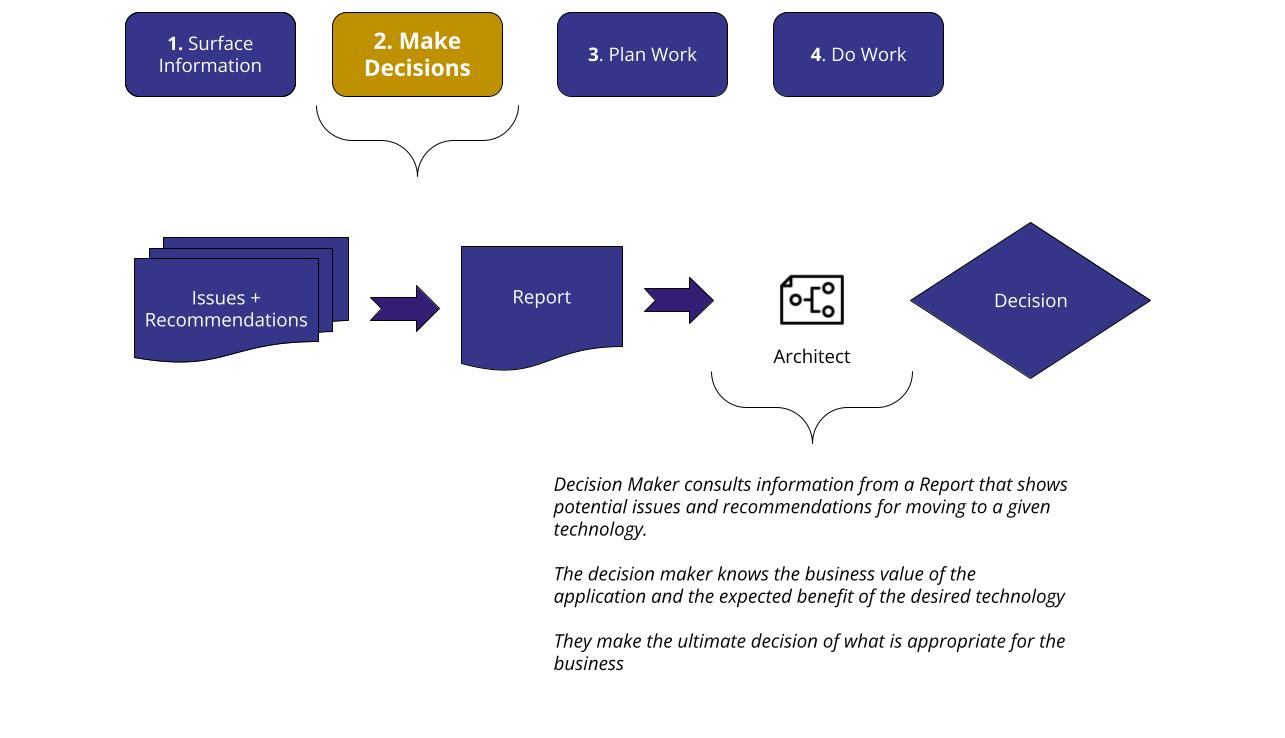 1. Surface
Information
2. Make
Decisions
3. Plan Work
4. Do Work
Issues +
Recommendations
Report
Architect
Decision
Decision Maker consults information from a Report that shows
potential issues and recommendations for moving to a given
technology.
The decision maker knows the business value of the
application and the expected benefit of the desired technology
They make the ultimate decision of what is appropriate for the
business